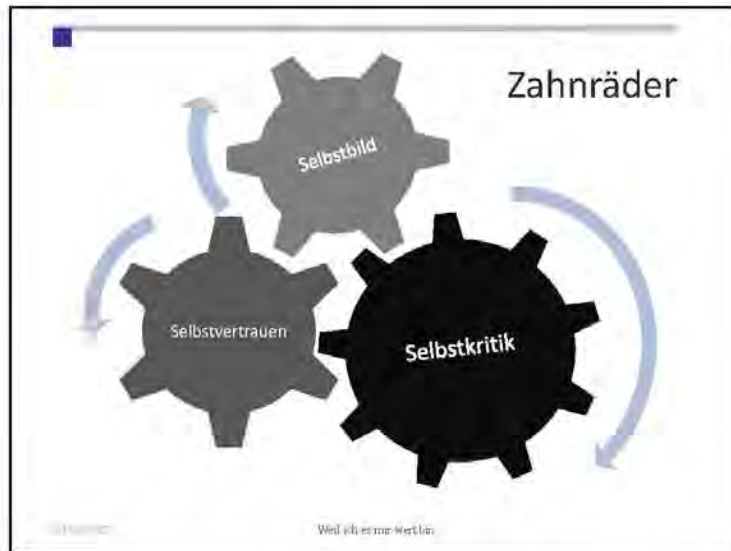 Zahnräder
Selbstbild
Selbstvertrauen
Selbstkritik
Weil ich es mir wert bin